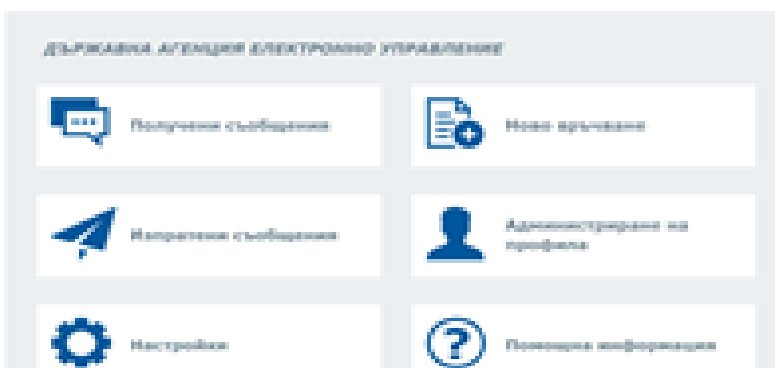 ДЪРЖАВНА АГЕНЦИЯ ЕЛЕКТРОННО УПРАВЛЕНИЕ
Получени съобщения
Ново връчване
Изпратени съобщения
Администриране на
профила
Настройки
Помощна информация